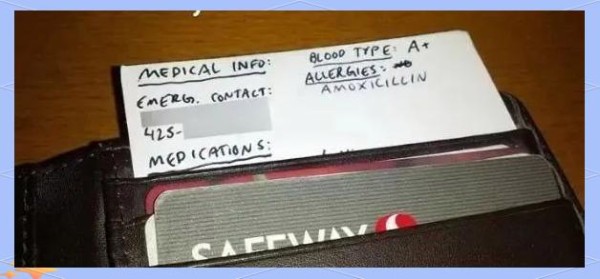 MEDICAL INFO:
EMERG. CONTACT:
425-
MEDICATIONS:
BLOOD TYPE: A+
ALLERGIES:
AMOXICILLIN
SAFEWAY